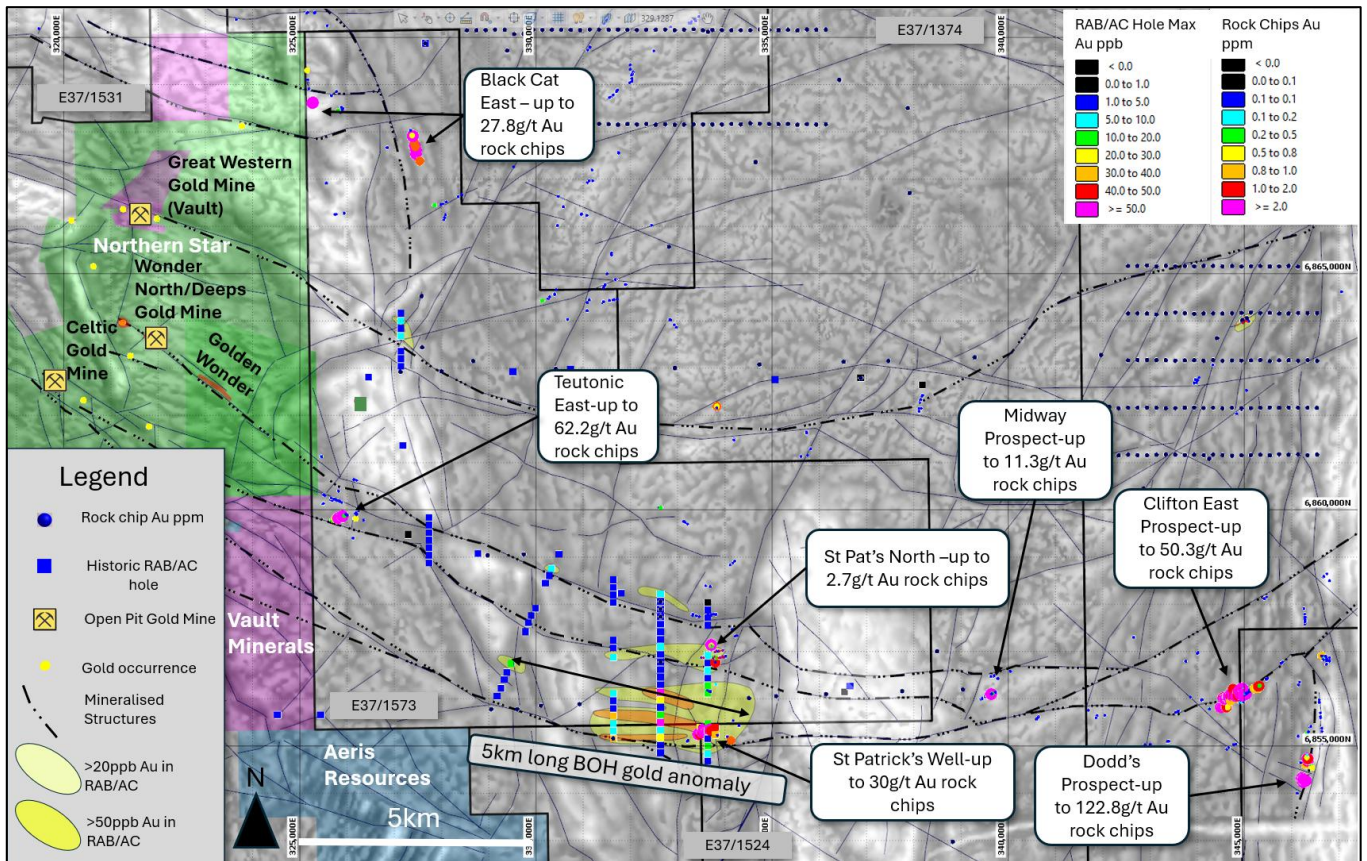 320,000E
325,000E
330,000E
335,000E
340,000E
329.1287
E37/1374
E37/1531
RAB/AC Hole Max
Au ppb
< 0.0
0.0 to 1.0
1.0 to 5.0
5.0 to 10.0
10.0 to 20.0
20.0 to 30.0
30.0 to 40.0
40.0 to 50.0
>= 50.0
Rock Chips Au
ppm
< 0.0
0.0 to 0.1
0.1 to 0.1
0.1 to 0.2
0.2 to 0.5
0.5 to 0.8
0.8 to 1.0
1.0 to 2.0
>= 2.0
Black Cat
East – up to
27.8g/t Au
rock chips
Great Western
Gold Mine
(Vault)
Northern Star
Wonder
North/Deeps
Gold Mine
Celtic
Gold
Mine
Golden
Wonder
6,865,000N
Teutonic
East-up to
62.2g/t Au
rock chips
Midway
Prospect-up
to 11.3g/t Au
rock chips
Clifton East
Prospect-up
to 50.3g/t Au
rock chips
6,860,000N
St Pat's North –up to
2.7g/t Au rock chips
Legend
Rock chip Au ppm
Historic RAB/AC
hole
Open Pit Gold Mine
Gold occurrence
Mineralised
Structures
>20ppb Au in
RAB/AC
>50ppb Au in
RAB/AC
Vault
Minerals
E37/1573
Aeris
Resources
5km long BOH gold anomaly
St Patrick's Well-up
to 30g/t Au rock
chips
Dodd's
Prospect-up
to 122.8g/t Au
rock chips
6,855,000N
N
5km
E37/1524
325,000E
335,000E
340,000E
345,000E